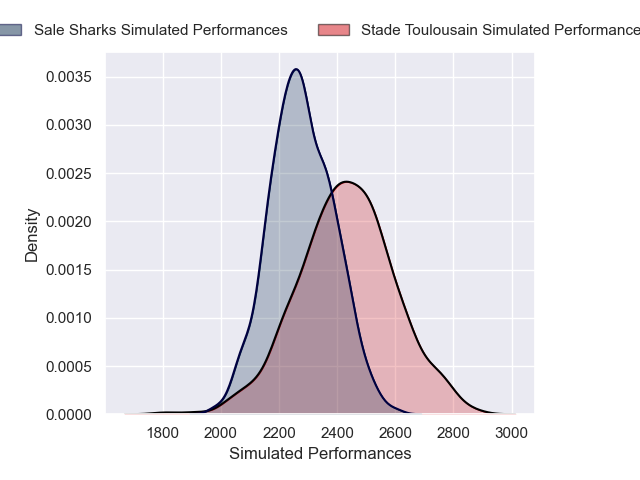 Sale Sharks Simulated Performances
Stade Toulousain Simulated Performance
0.0035
0.0030
0.0025
0.0020
0.0015
0.0010
0.0005
0.0000
Density
1800 2000 2200 2400 2600 2800 3000
Simulated Performances